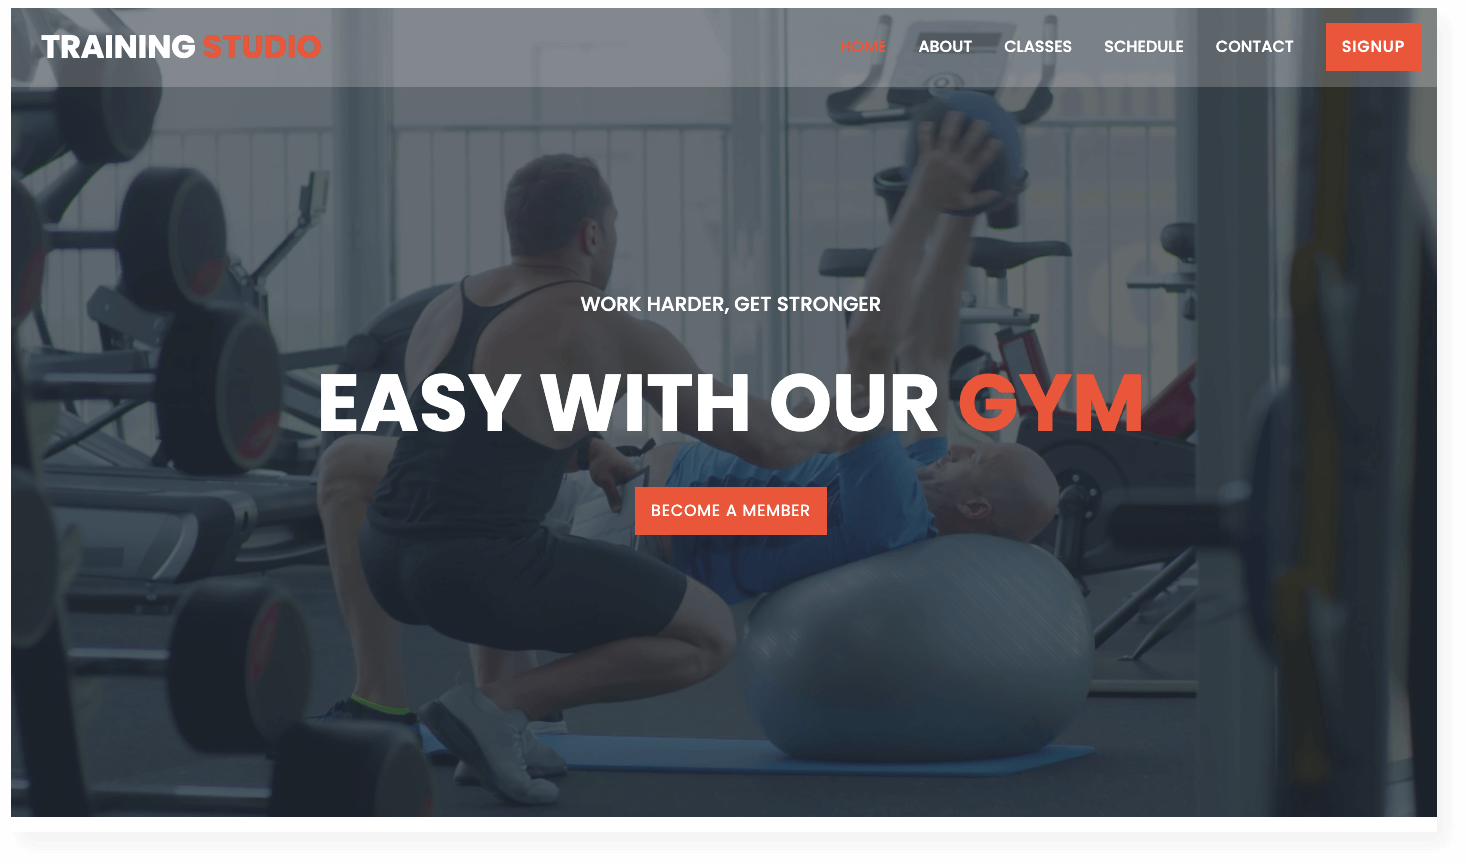 TRAINING STUDIO
HOME ABOUT CLASSES SCHEDULE CONTACT SIGNUP
WORK HARDER, GET STRONGER
EASY WITH OUR GYM
BECOME A MEMBER